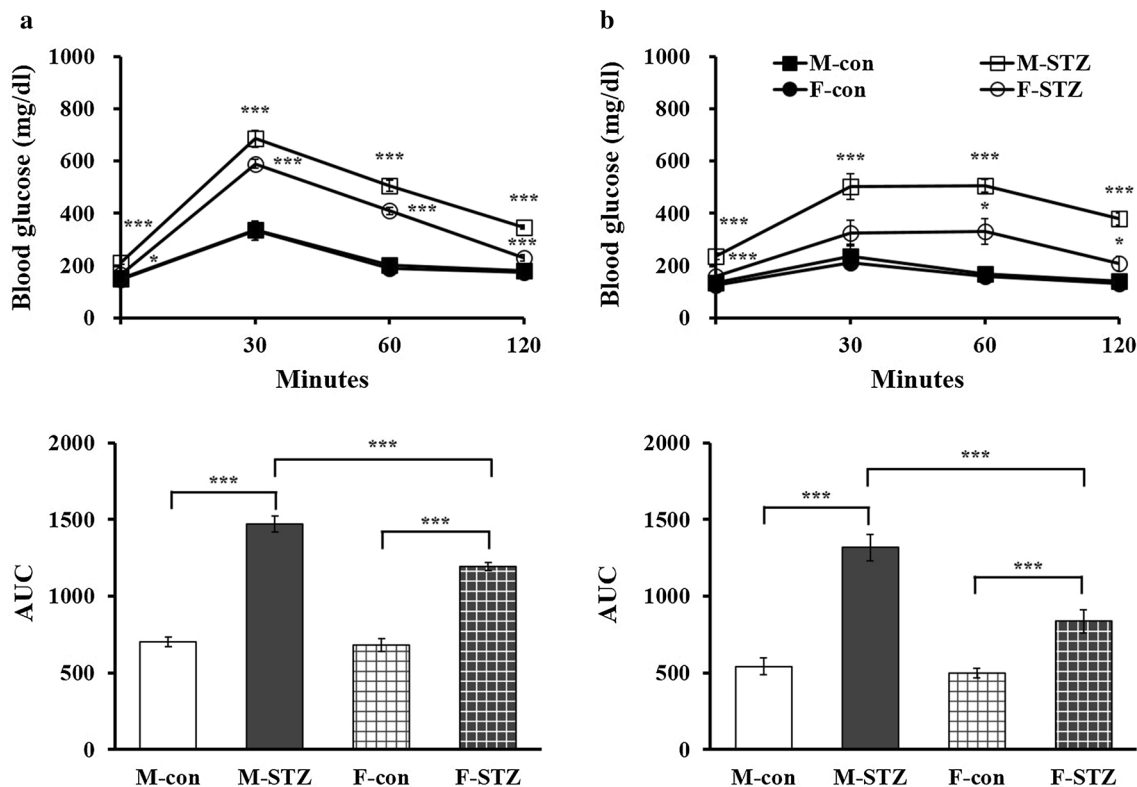 a
Blood glucose (mg/dl)
1000
800
600
400
200
0
***
***
***
***
***
***
***
*
30
60
120
Minutes
b
Blood glucose (mg/dl)
1000
800
600
400
200
0
M-con
M-STZ
F-con
F-STZ
***
***
***
***
***
*
*
30
60
120
Minutes
AUC
2000
1500
1000
500
0
***
***
***
M-con
M-STZ
F-con
F-STZ
AUC
2000
1500
1000
500
0
***
***
***
M-con
M-STZ
F-con
F-STZ